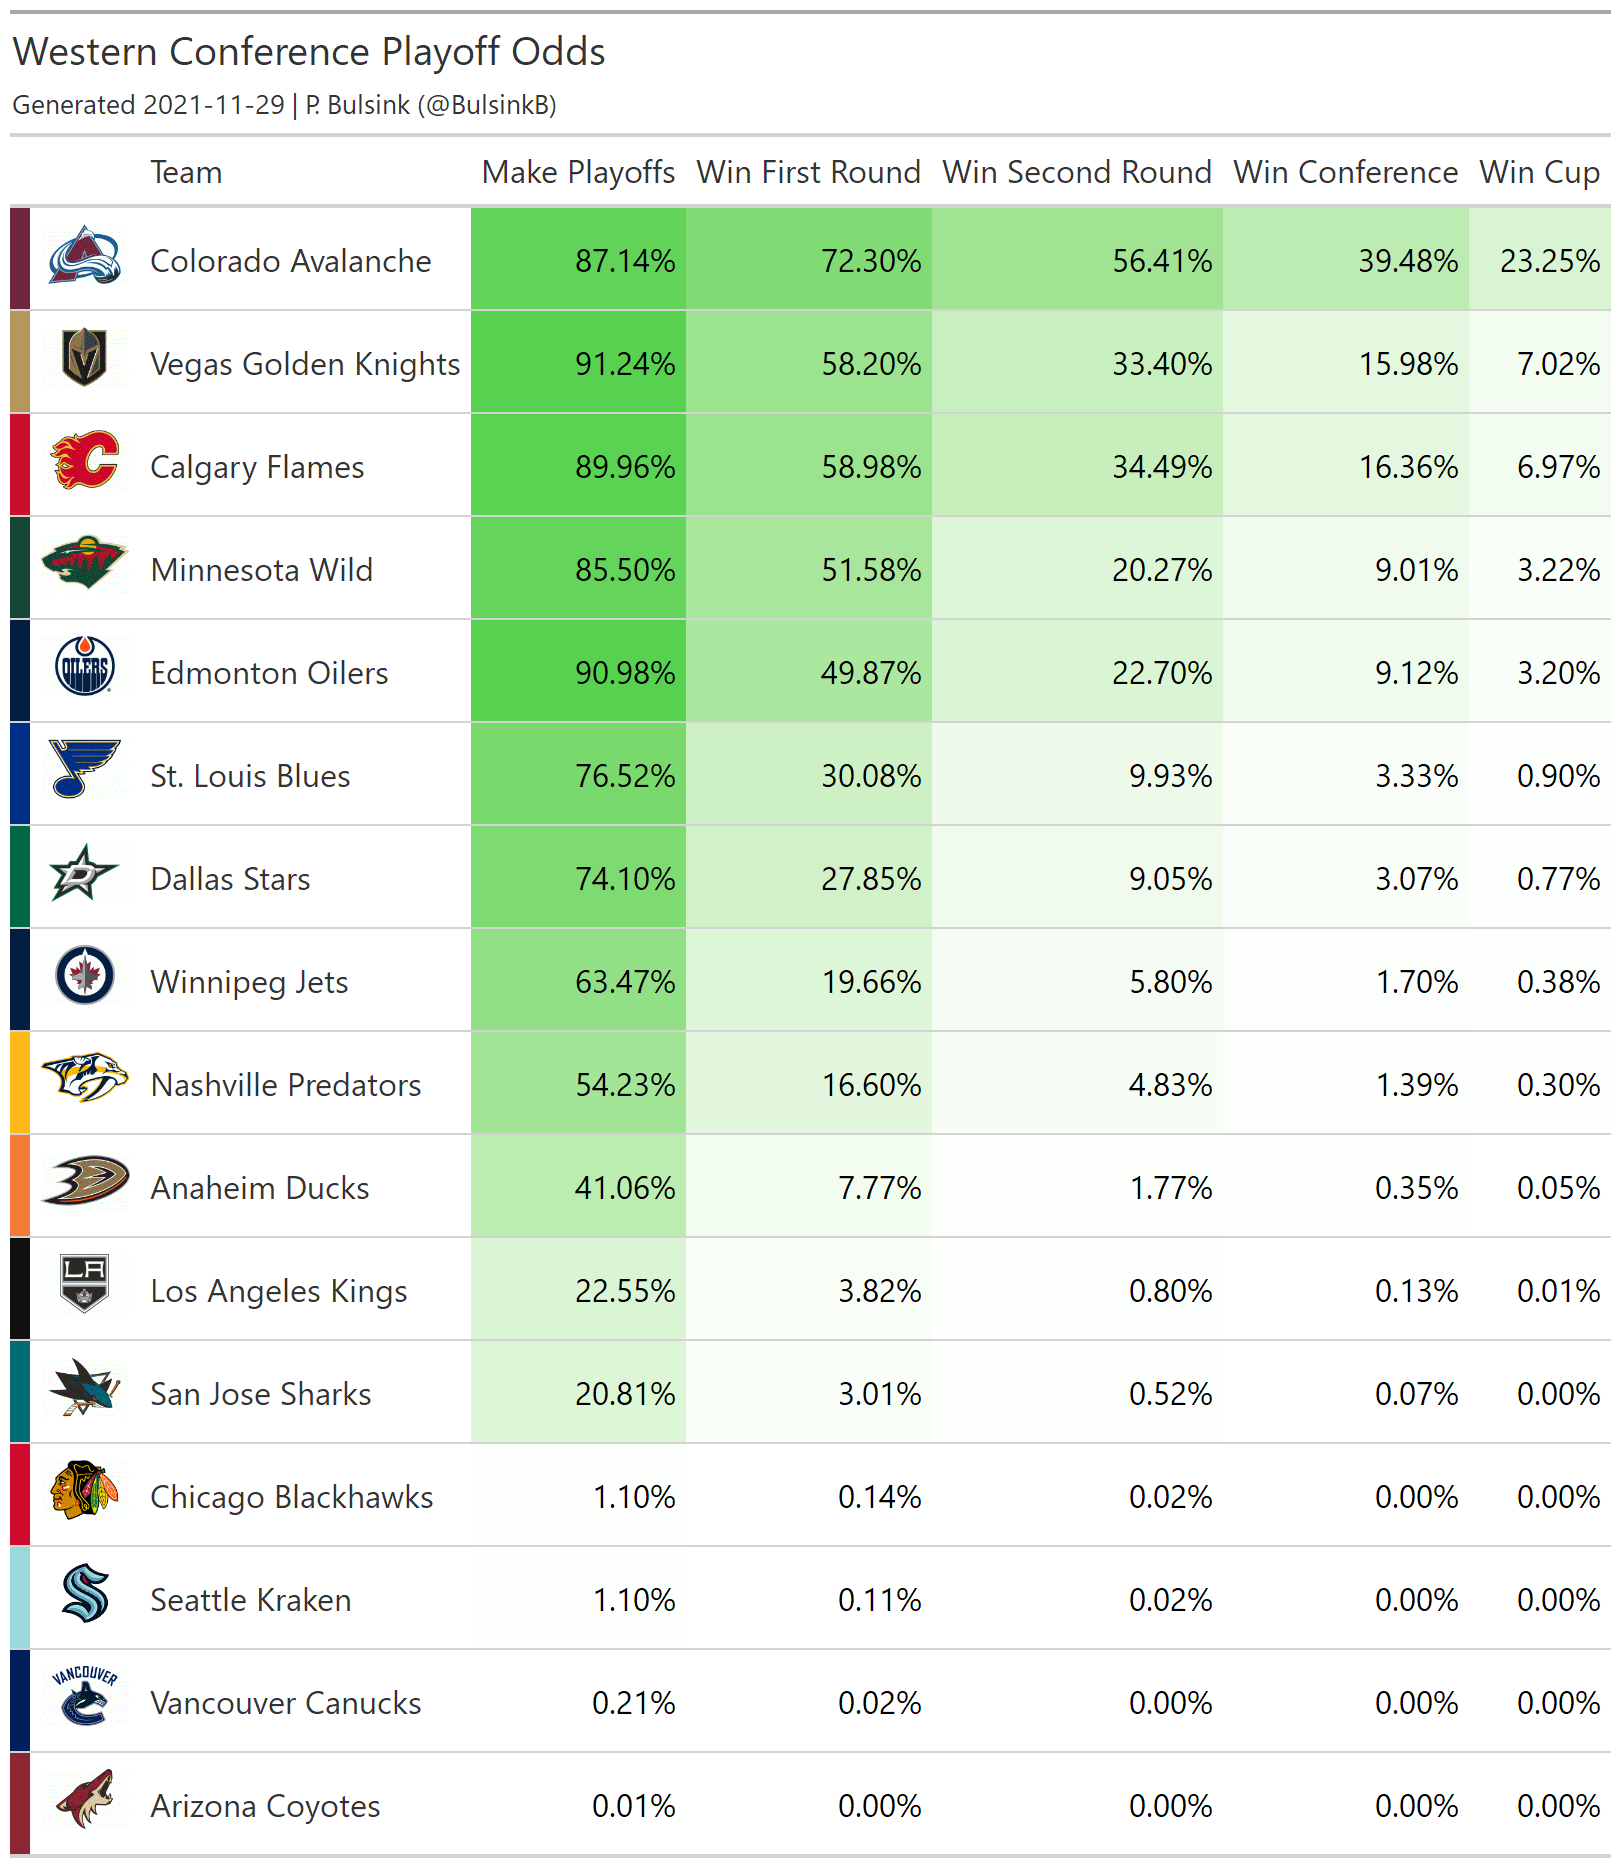 Western Conference Playoff Odds
Generated 2021-11-29 | P. Bulsink (@BulsinkB)
Team Make Playoffs Win First Round Win Second Round Win Conference Win Cup
Colorado Avalanche 87.14% 72.30% 56.41% 39.48% 23.25%
Vegas Golden Knights 91.24% 58.20% 33.40% 15.98% 7.02%
Calgary Flames 89.96% 58.98% 34.49% 16.36% 6.97%
Minnesota Wild 85.50% 51.58% 20.27% 9.01% 3.22%
OILERS Edmonton Oilers 90.98% 49.87% 22.70% 9.12% 3.20%
St. Louis Blues 76.52% 30.08% 9.93% 3.33% 0.90%
D Dallas Stars 74.10% 27.85% 9.05% 3.07% 0.77%
Winnipeg Jets 63.47% 19.66% 5.80% 1.70% 0.38%
Nashville Predators 54.23% 16.60% 4.83% 1.39% 0.30%
Anaheim Ducks 41.06% 7.77% 1.77% 0.35% 0.05%
LA Los Angeles Kings 22.55% 3.82% 0.80% 0.13% 0.01%
San Jose Sharks 20.81% 3.01% 0.52% 0.07% 0.00%
Chicago Blackhawks 1.10% 0.14% 0.02% 0.00% 0.00%
Seattle Kraken 1.10% 0.11% 0.02% 0.00% 0.00%
VANCOUVER Vancouver Canucks 0.21% 0.02% 0.00% 0.00% 0.00%
Arizona Coyotes 0.01% 0.00% 0.00% 0.00% 0.00%